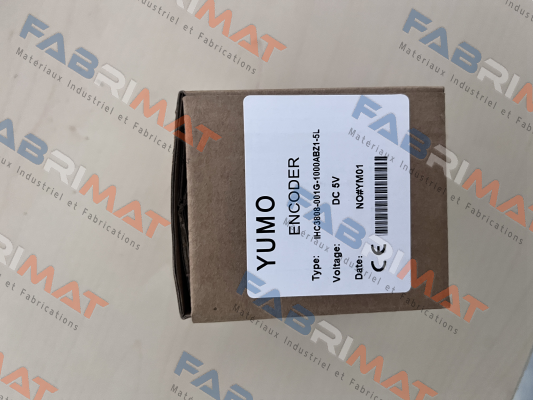 YUMO
ENCODER
Type: IHC3808-001G-1000ABZ1-5L
Voltage: DC 5V
Date: NO#YM01
CE
FABRIMAT
Materiaux Industriel et Fabrications